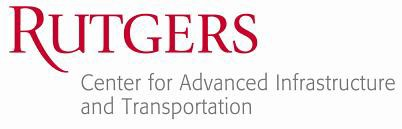 RUTGERS
Center for Advanced Infrastructure
and Transportation